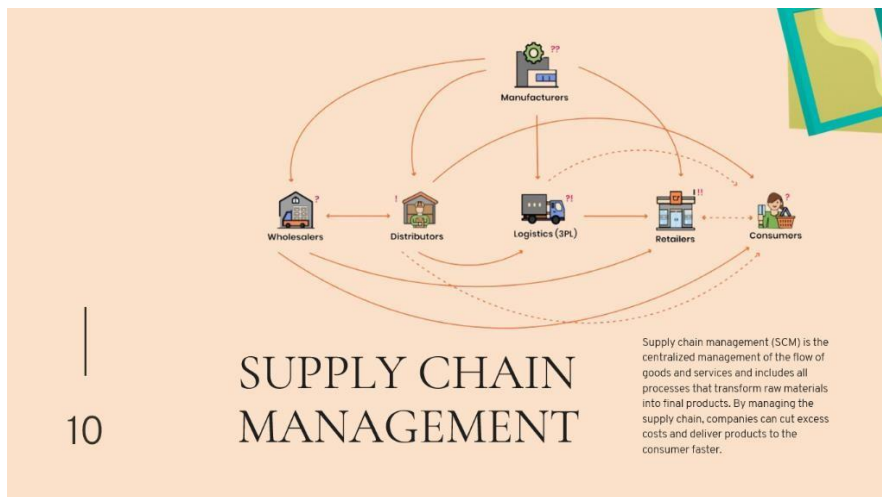 ??
Manufacturers
?
Wholesalers
!
Distributors
?!
Logistics (3PL)
!!!
Retailers
?
Consumers
SUPPLY CHAIN
MANAGEMENT
Supply chain management (SCM) is the
centralized management of the flow of
goods and services and includes all
processes that transform raw materials
into final products. By managing the
supply chain, companies can cut excess
costs and deliver products to the
consumer faster.
10